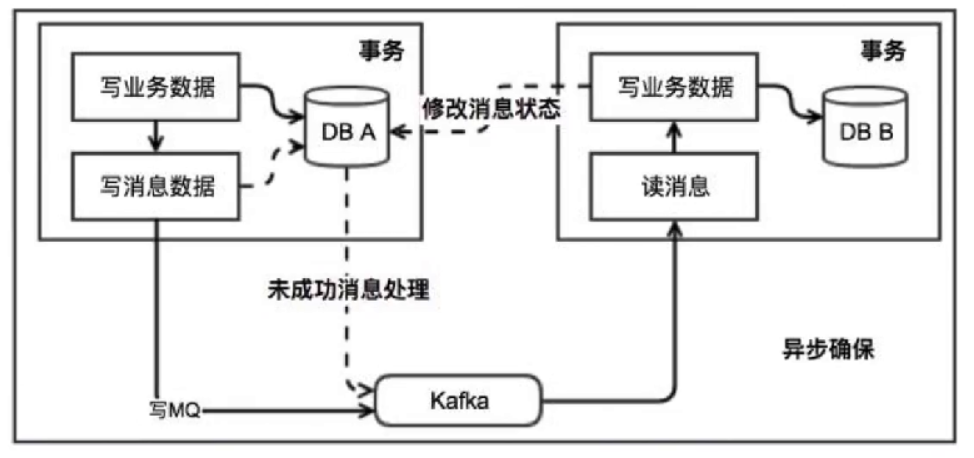 事务
写业务数据
DB A
写消息数据
修改消息状态
事务
写业务数据
DB B
读消息
未成功消息处理
异步确保
写MQ
Kafka